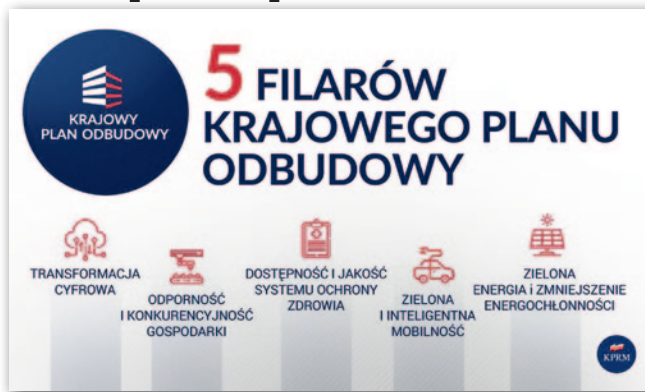 KRAJOWY
PLAN ODBUDOWY
5 FILARÓW
KRAJOWEGO PLANU
ODBUDOWY
TRANSFORMACJA
CYFROWA
ODPORNOŚĆ
I KONKURENCYJNOŚĆ
GOSPODARKI
DOSTĘPNOŚĆ I JAKOŚĆ
SYSTEMU OCHRONY
ZDROWIA
ZIELONA
I INTELIGENTNA
MOBILNOŚĆ
ZIELONA
ENERGIA i ZMNIEJSZENIE
ENERGOCHŁONNOŚCI
KPRM